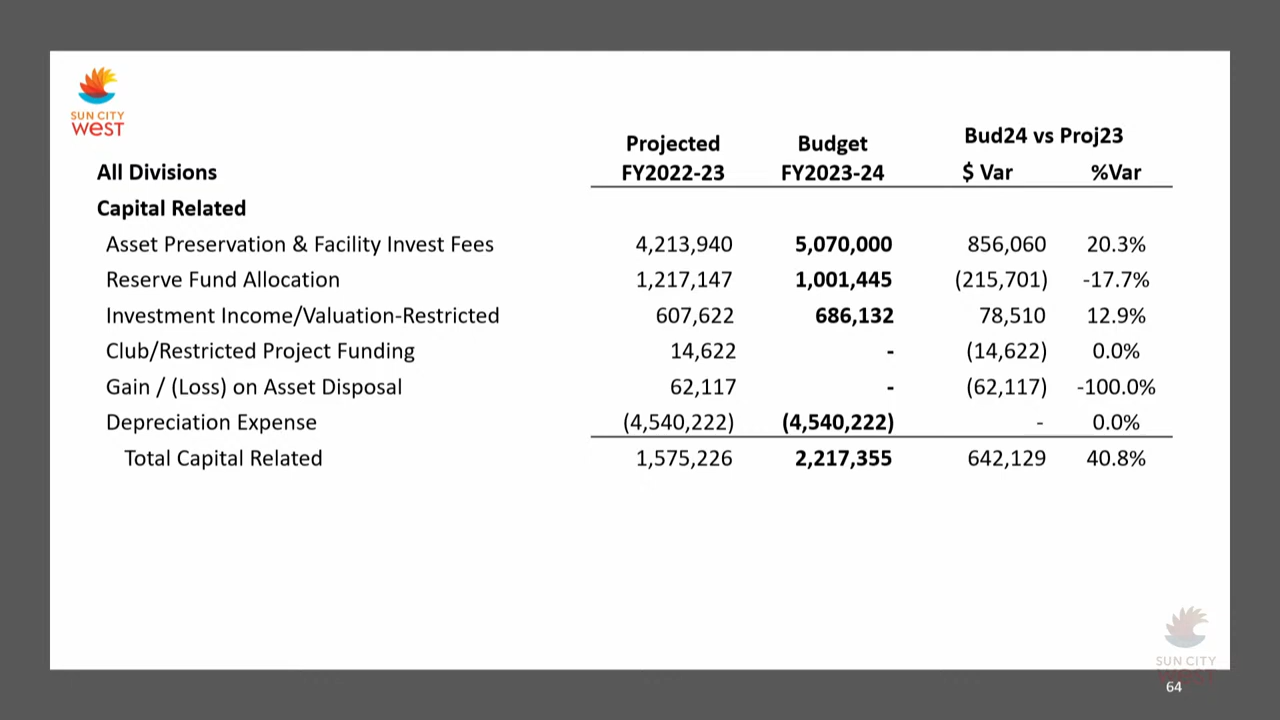 SUN CITY
WEST
Bud24 vs Proj23
Projected Budget
All Divisions FY2022-23 FY2023-24 $ Var %Var
Capital Related
Asset Preservation & Facility Invest Fees 4,213,940 5,070,000 856,060 20.3%
Reserve Fund Allocation 1,217,147 1,001,445 (215,701) -17.7%
Investment Income/Valuation-Restricted 607,622 686,132 78,510 12.9%
Club/Restricted Project Funding 14,622 - (14,622) 0.0%
Gain / (Loss) on Asset Disposal 62,117 - (62,117) -100.0%
Depreciation Expense (4,540,222) (4,540,222) - 0.0%
Total Capital Related 1,575,226 2,217,355 642,129 40.8%
SUN CITY
WEST
64